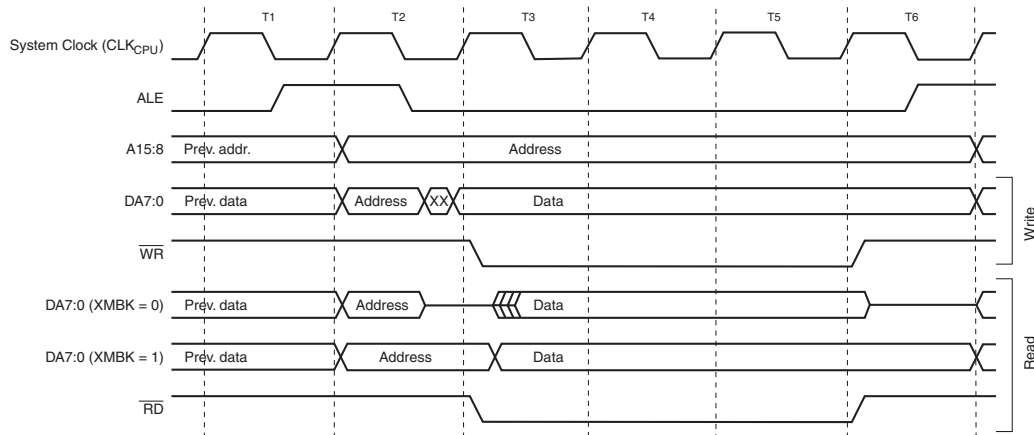 T1 T2 T3 T4 T5 T6
System Clock (CLKCPU)
ALE
A15:8 Prev. addr. Address
DA7:0 Prev. data Address XX Data
WR
Write
DA7:0 (XMBK = 0) Prev. data Address Data
DA7:0 (XMBK = 1) Prev. data Address Data
RD
Read